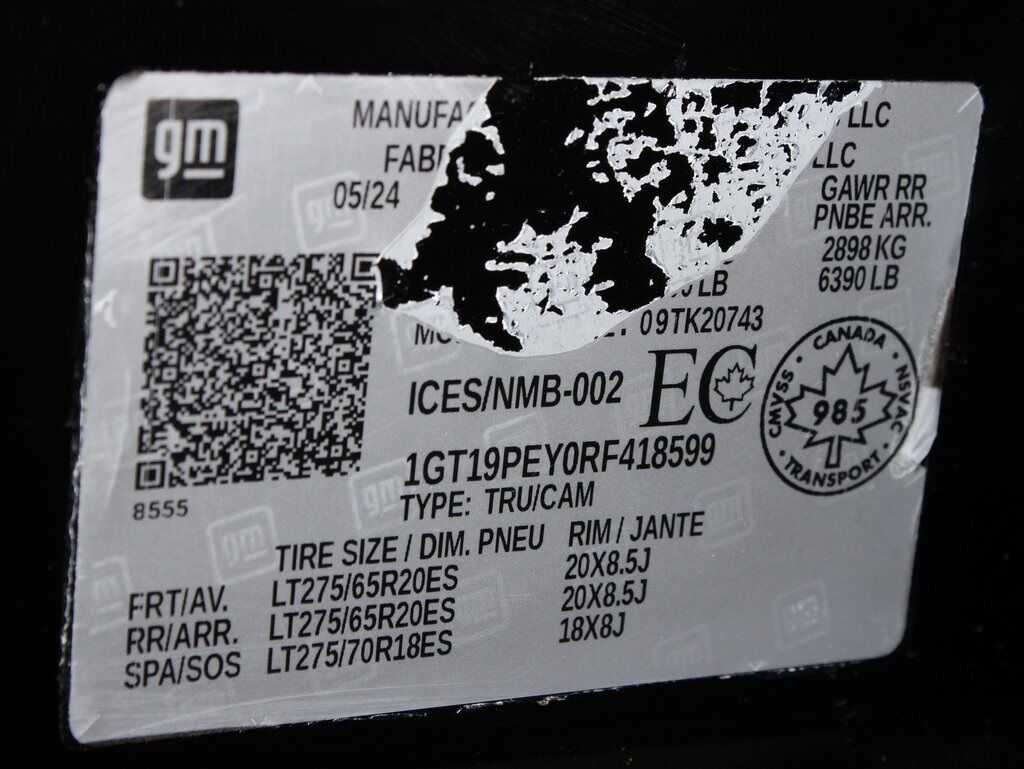 gm
LLC
LLC
05/24
GAWR RR
PNBE ARR.
2898 KG
6390 LB
LB
09TK20743
ICES/NMB-002 EC
CANADA
CMVSS 985 NSVAC
TRANSPORT
1GT19PEY0RF418599
TYPE: TRU/CAM
8555
TIRE SIZE / DIM. PNEU RIM / JANTE
FRT/AV. LT275/65R20ES 20X8.5J
RR/ARR. LT275/65R20ES 20X8.5J
SPA/SOS LT275/70R18ES 18X8J